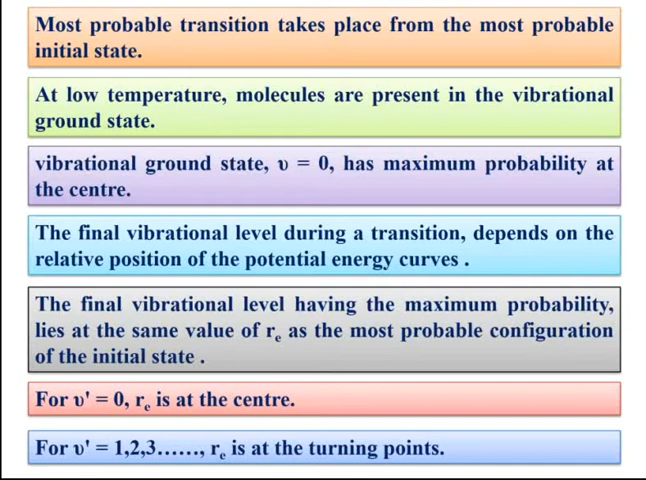 Most probable transition takes place from the most probable
initial state.
At low temperature, molecules are present in the vibrational
ground state.
vibrational ground state, υ = 0, has maximum probability at
the centre.
The final vibrational level during a transition, depends on the
relative position of the potential energy curves .
The final vibrational level having the maximum probability,
lies at the same value of rₑ as the most probable configuration
of the initial state .
For υ' = 0, rₑ is at the centre.
For υ' = 1,2,3……, rₑ is at the turning points.